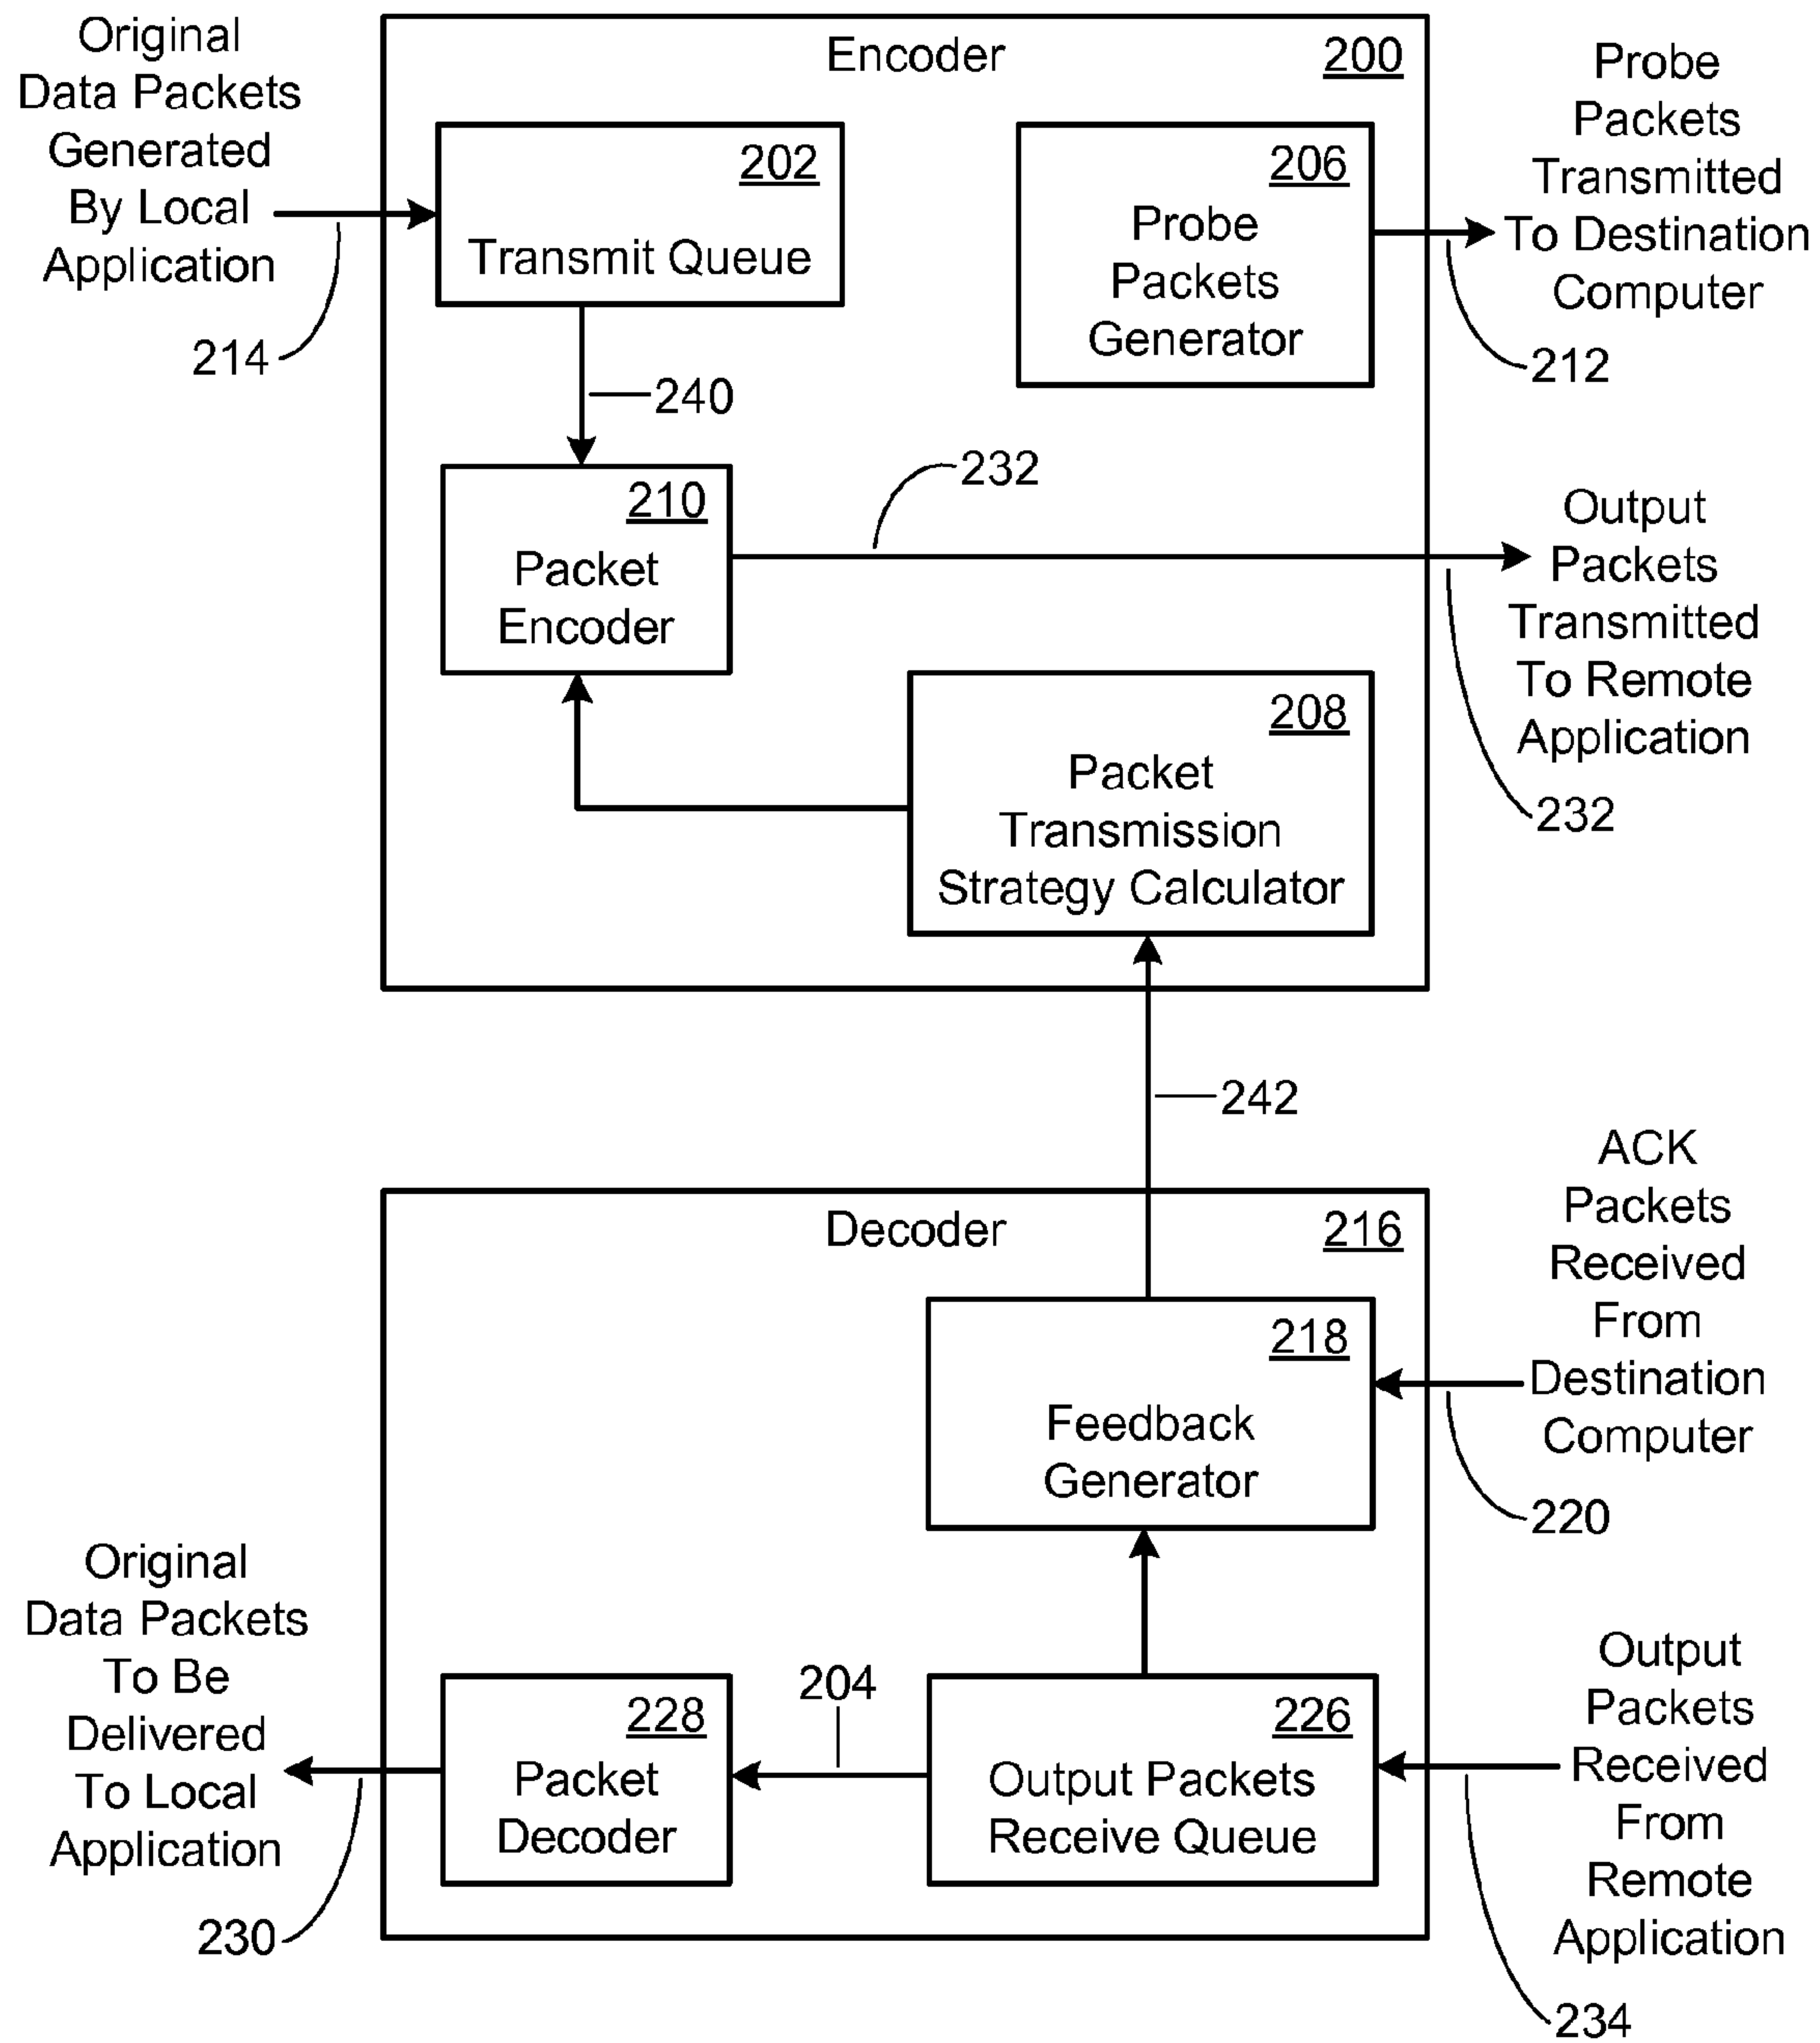 Original
Data Packets
Generated
By Local
Application
214
Encoder
200
202
Transmit Queue
206
Probe
Packets
Generator
Probe
Packets
Transmitted
To Destination
Computer
212
240
210
Packet
Encoder
232
Output
Packets
Transmitted
To Remote
Application
232
208
Packet
Transmission
Strategy Calculator
242
Decoder
216
218
Feedback
Generator
ACK
Packets
Received
From
Destination
Computer
220
Original
Data Packets
To Be
Delivered
To Local
Application
230
228
Packet
Decoder
204
226
Output Packets
Receive Queue
Output
Packets
Received
From
Remote
Application
234